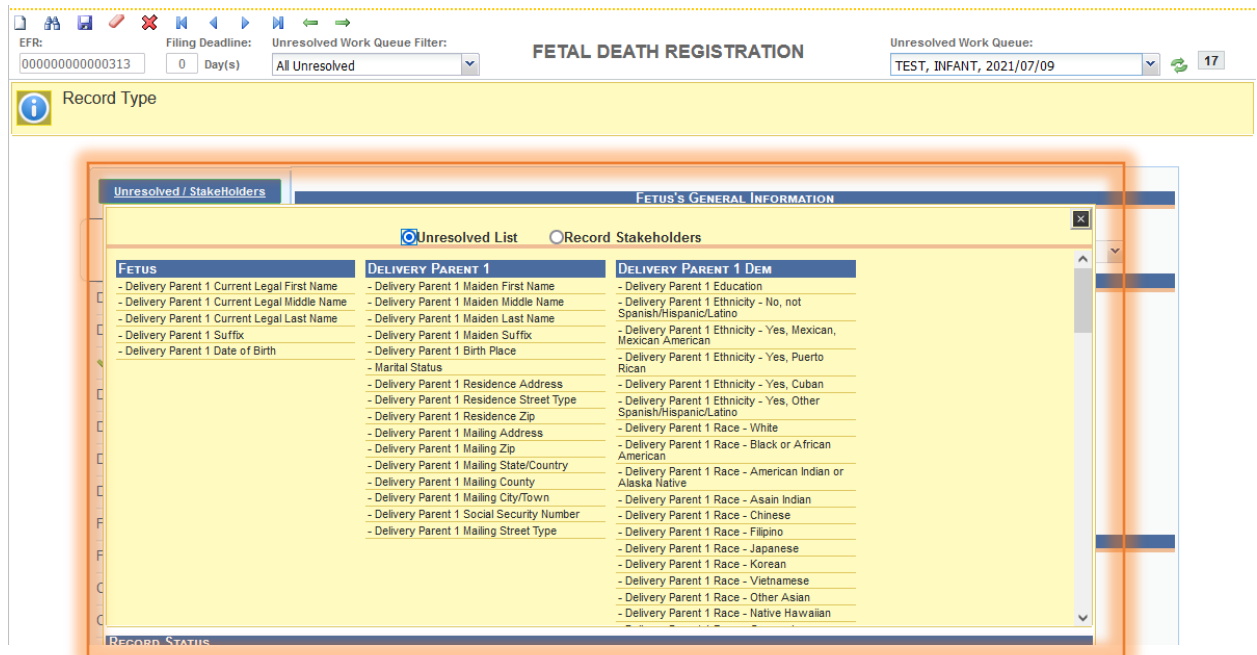 EFR: Filing Deadline: Unresolved Work Queue Filter: Unresolved Work Queue:
000000000000313 0 Day(s) All Unresolved FETAL DEATH REGISTRATION TEST, INFANT, 2021/07/09 17
Record Type
Unresolved / StakeHolders
FETUS'S GENERAL INFORMATION
Unresolved List Record Stakeholders
FETUS
- Delivery Parent 1 Current Legal First Name
- Delivery Parent 1 Current Legal Middle Name
- Delivery Parent 1 Current Legal Last Name
- Delivery Parent 1 Suffix
- Delivery Parent 1 Date of Birth
DELIVERY PARENT 1
- Delivery Parent 1 Maiden First Name
- Delivery Parent 1 Maiden Middle Name
- Delivery Parent 1 Maiden Last Name
- Delivery Parent 1 Maiden Suffix
- Delivery Parent 1 Birth Place
- Marital Status
- Delivery Parent 1 Residence Address
- Delivery Parent 1 Residence Street Type
- Delivery Parent 1 Residence Zip
- Delivery Parent 1 Mailing Address
- Delivery Parent 1 Mailing Zip
- Delivery Parent 1 Mailing State/Country
- Delivery Parent 1 Mailing County
- Delivery Parent 1 Mailing City/Town
- Delivery Parent 1 Social Security Number
- Delivery Parent 1 Mailing Street Type
DELIVERY PARENT 1 DEM
- Delivery Parent 1 Education
- Delivery Parent 1 Ethnicity - No, not
Spanish/Hispanic/Latino
- Delivery Parent 1 Ethnicity - Yes, Mexican,
Mexican American
- Delivery Parent 1 Ethnicity - Yes, Puerto
Rican
- Delivery Parent 1 Ethnicity - Yes, Cuban
- Delivery Parent 1 Ethnicity - Yes, Other
Spanish/Hispanic/Latino
- Delivery Parent 1 Race - White
- Delivery Parent 1 Race - Black or African
American
- Delivery Parent 1 Race - American Indian or
Alaska Native
- Delivery Parent 1 Race - Asain Indian
- Delivery Parent 1 Race - Chinese
- Delivery Parent 1 Race - Filipino
- Delivery Parent 1 Race - Japanese
- Delivery Parent 1 Race - Korean
- Delivery Parent 1 Race - Vietnamese
- Delivery Parent 1 Race - Other Asian
- Delivery Parent 1 Race - Native Hawaiian
RECORD STATUS